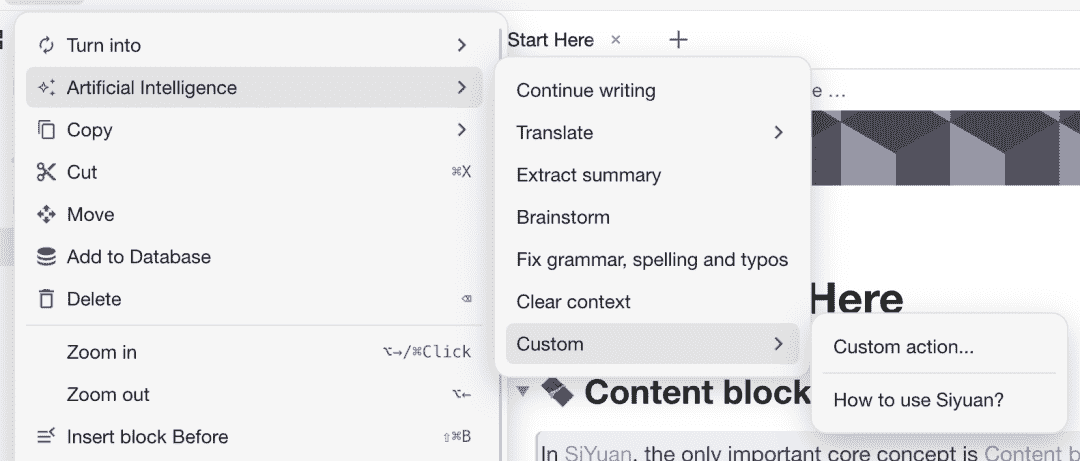 Turn into
Artificial Intelligence
Copy
Cut ⌘X
Move
Add to Database
Delete ⌫
Zoom in ⌥→/⌘Click
Zoom out ⌥←
Insert block Before ⇧⌘B
Start Here
Continue writing
Translate
Extract summary
Brainstorm
Fix grammar, spelling and typos
Clear context
Custom
Custom action...
How to use Siyuan?
e ...
Here
Content block
In SiYuan, the only important core concept is Content b